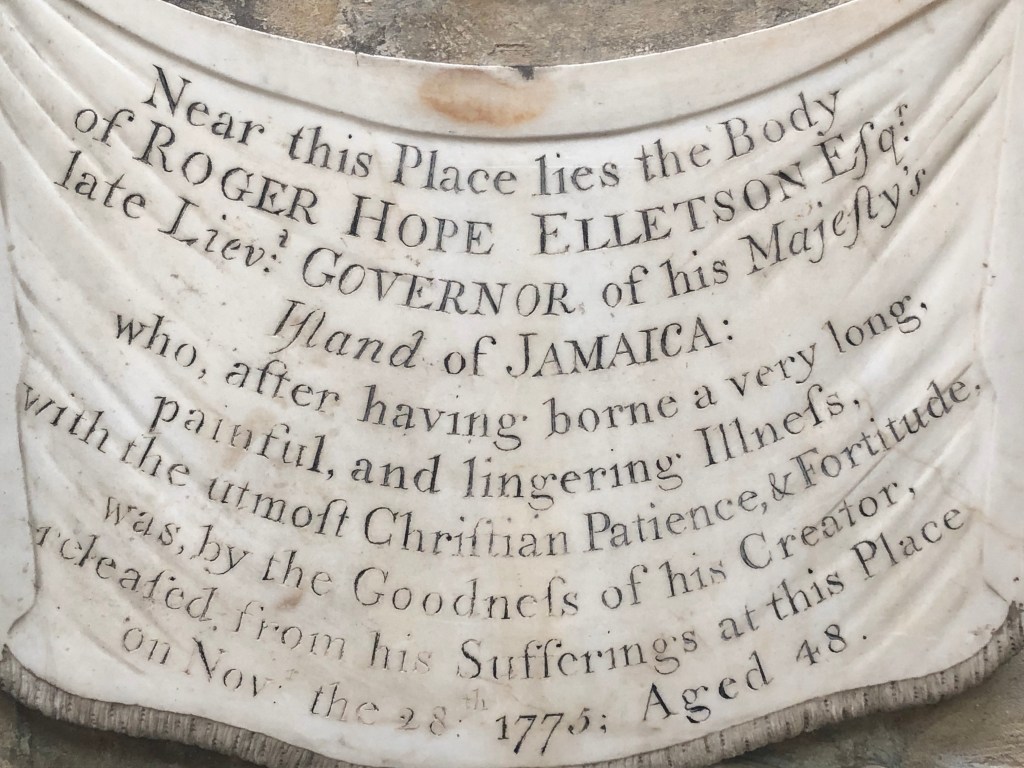 Near this Place lies the Body
of ROGER HOPE ELLETSON Eſqr.
late Lievt: GOVERNOR of his Majeſty's
Iſland of JAMAICA:
who, after having borne a very long,
painful, and lingering Illneſs,
with the utmoſt Chriſtian Patience, & Fortitude.
was, by the Goodneſs of his Creator,
releaſed from his Sufferings at this Place
on Novr. the 28th. 1775; Aged 48.